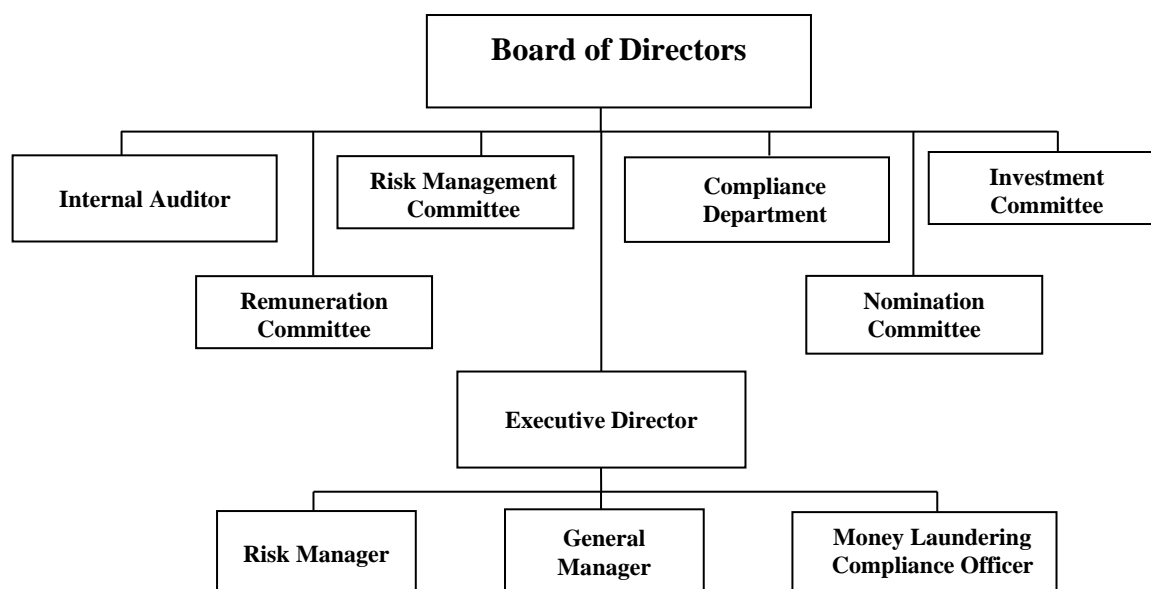 Board of Directors
Internal Auditor
Risk Management
Committee
Compliance
Department
Investment
Committee
Remuneration
Committee
Nomination
Committee
Executive Director
Risk Manager
General
Manager
Money Laundering
Compliance Officer